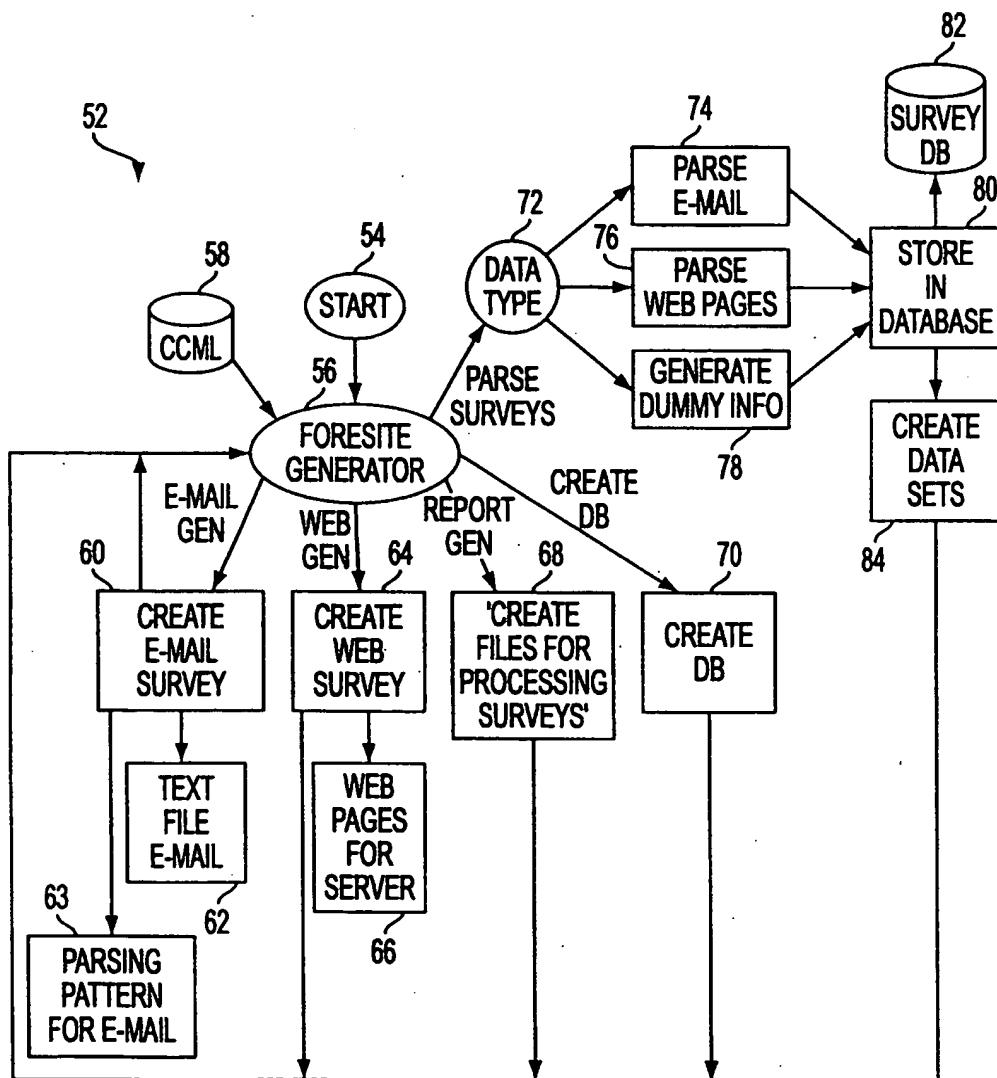 82
SURVEY
DB
52
74
PARSE
E-MAIL
80
STORE
IN
DATABASE
72
DATA
TYPE
76
PARSE
WEB PAGES
54
START
58
CCML
GENERATE
DUMMY INFO
78
PARSE
SURVEYS
56
FORESITE
GENERATOR
CREATE
DATA
SETS
84
E-MAIL
GEN
WEB
GEN
REPORT
GEN
CREATE
DB
60
CREATE
E-MAIL
SURVEY
64
CREATE
WEB
SURVEY
68
'CREATE
FILES FOR
PROCESSING
SURVEYS'
70
CREATE
DB
TEXT
FILE
E-MAIL
62
WEB
PAGES
FOR
SERVER
66
63
PARSING
PATTERN
FOR E-MAIL